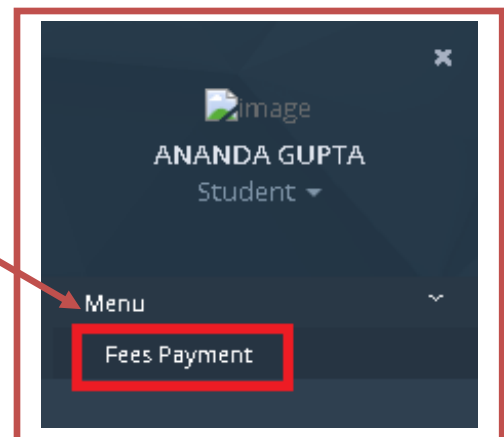 image
ANANDA GUPTA
Student
Menu
Fees Payment